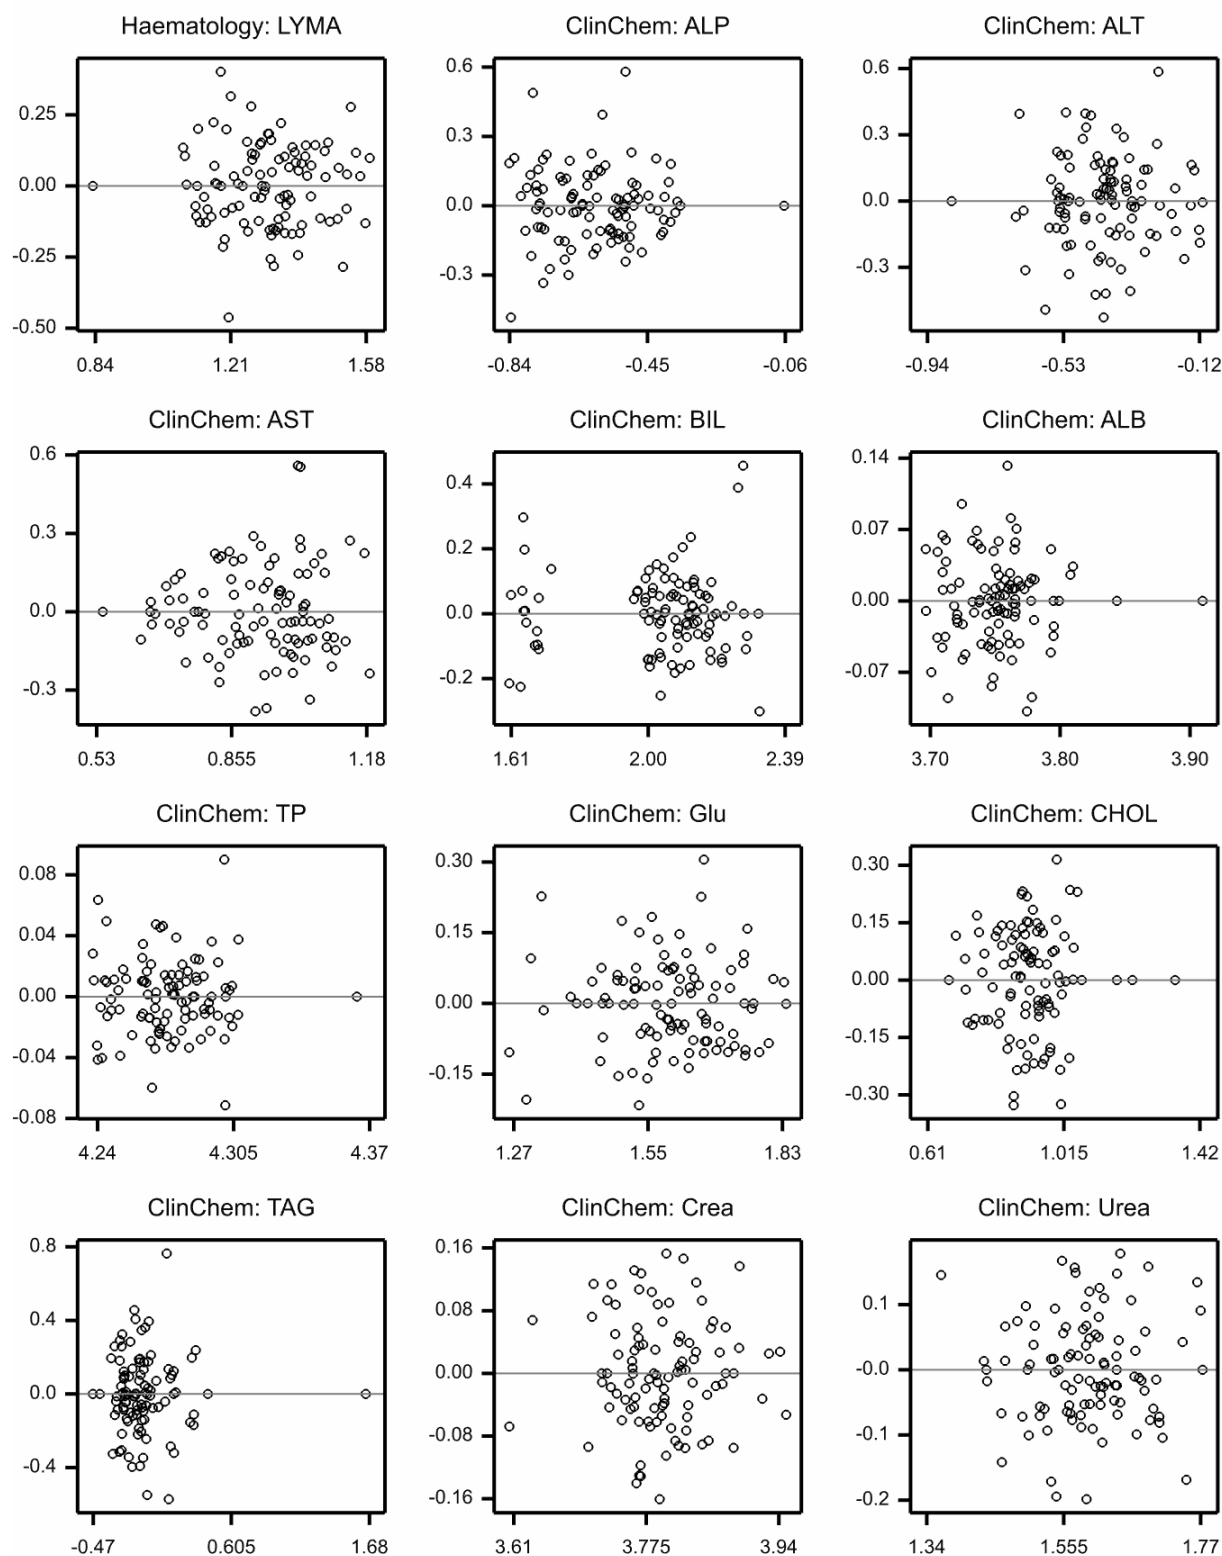 Haematology: LYMA ClinChem: ALP ClinChem: ALT
0.25 0.6 0.6
0.00 0.3 0.3
-0.25 0.0 0.0
-0.50 -0.3 -0.3
0.84 1.21 1.58 -0.84 -0.45 -0.06 -0.94 -0.53 -0.12
ClinChem: AST ClinChem: BIL ClinChem: ALB
0.6 0.4 0.14
0.3 0.2 0.07
0.0 0.0 0.00
-0.3 -0.2 -0.07
0.53 0.855 1.18 1.61 2.00 2.39 3.70 3.80 3.90
ClinChem: TP ClinChem: Glu ClinChem: CHOL
0.08 0.30 0.30
0.04 0.15 0.15
0.00 0.00 0.00
-0.04 -0.15 -0.15
-0.08 -0.30
4.24 4.305 4.37 1.27 1.55 1.83 0.61 1.015 1.42
ClinChem: TAG ClinChem: Crea ClinChem: Urea
0.8 0.16 0.1
0.4 0.08 -0.0
0.0 0.00 -0.1
-0.4 -0.08 -0.2
-0.16
-0.47 0.605 1.68 3.61 3.775 3.94 1.34 1.555 1.77